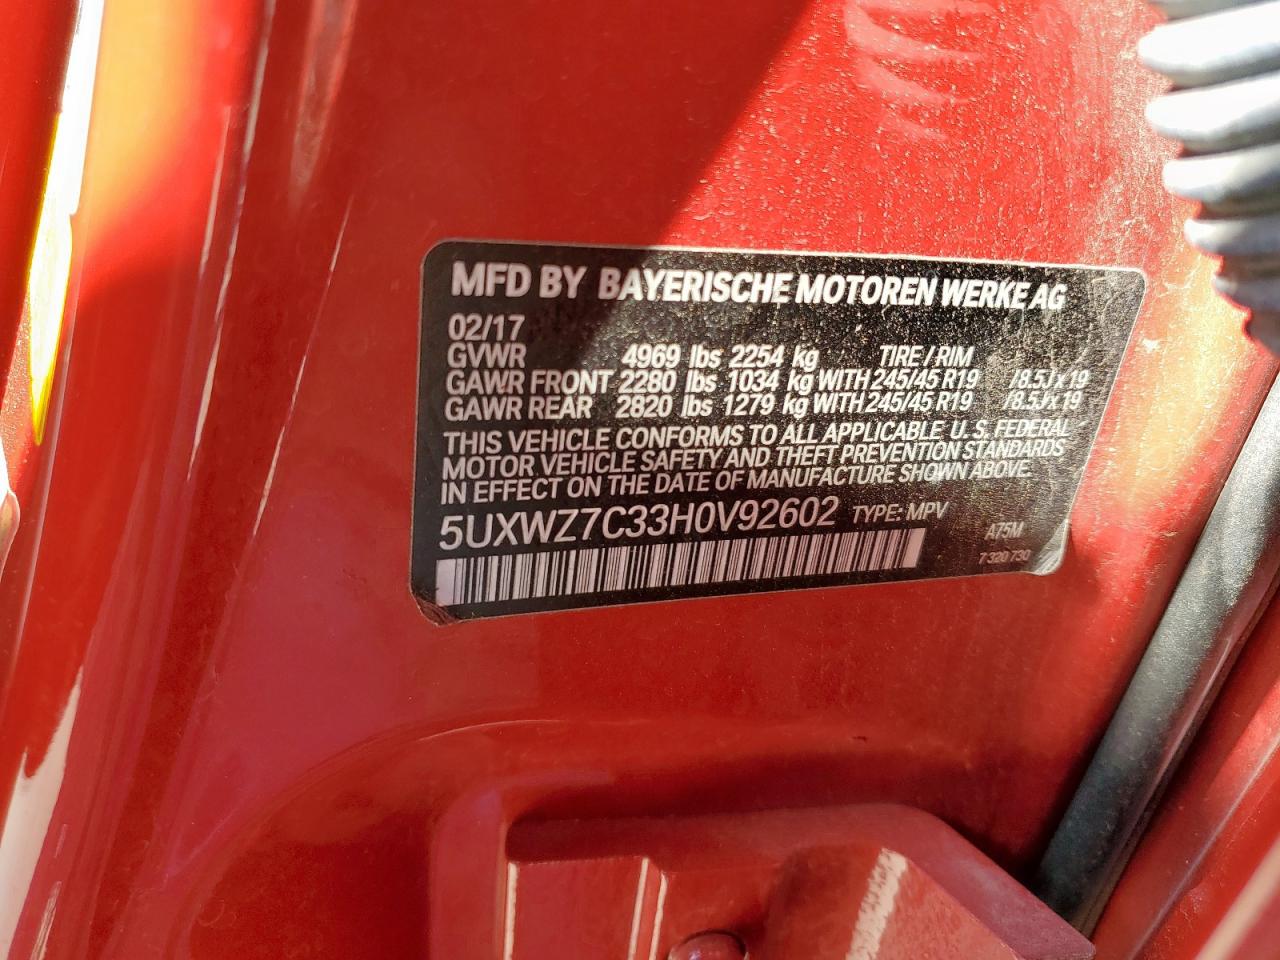 MFD BY BAYERISCHE MOTOREN WERKE AG
02/17
GVWR 4969 lbs 2254 kg TIRE / RIM
GAWR FRONT 2280 lbs 1034 kg WITH 245/45 R19 /8.5J x 19
GAWR REAR 2820 lbs 1279 kg WITH 245/45 R19 /8.5J x 19
THIS VEHICLE CONFORMS TO ALL APPLICABLE U.S. FEDERAL
MOTOR VEHICLE SAFETY AND THEFT PREVENTION STANDARDS
IN EFFECT ON THE DATE OF MANUFACTURE SHOWN ABOVE.
5UXWZ7C33H0V92602 TYPE: MPV
A75M
7 320 730